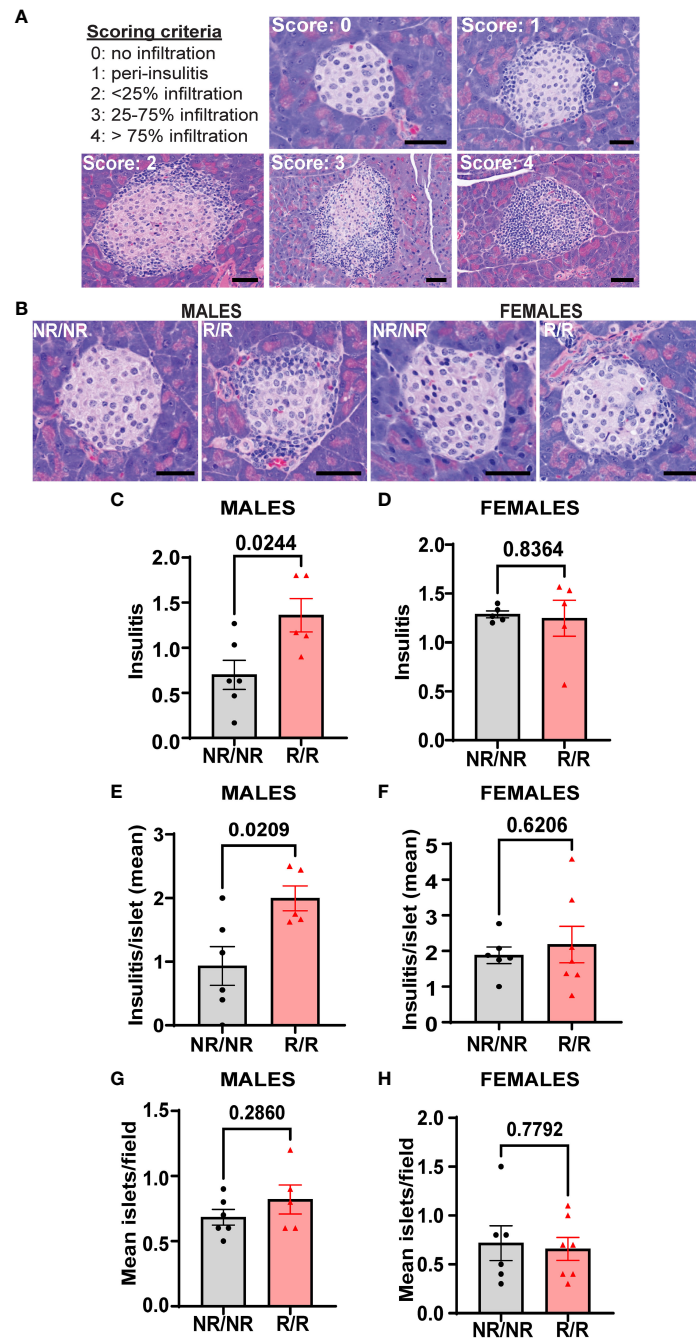 A
Scoring criteria
0: no infiltration
1: peri-insulitis
2: <25% infiltration
3: 25-75% infiltration
4: > 75% infiltration
Score: 0
Score: 1
Score: 2
Score: 3
Score: 4
B
MALES
FEMALES
NR/NR
R/R
NR/NR
R/R
C
MALES
0.0244
Insulitis
2.0
1.5
1.0
0.5
0.0
NR/NR
R/R
D
FEMALES
0.8364
Insulitis
2.0
1.5
1.0
0.5
0.0
NR/NR
R/R
E
MALES
0.0209
Insulitis/islet (mean)
3
2
1
0
NR/NR
R/R
F
FEMALES
0.6206
Insulitis/islet (mean)
5
4
3
2
1
0
NR/NR
R/R
G
MALES
0.2860
Mean islets/field
1.5
1.0
0.5
0.0
NR/NR
R/R
H
FEMALES
0.7792
Mean islets/field
2.0
1.5
1.0
0.5
0.0
NR/NR
R/R